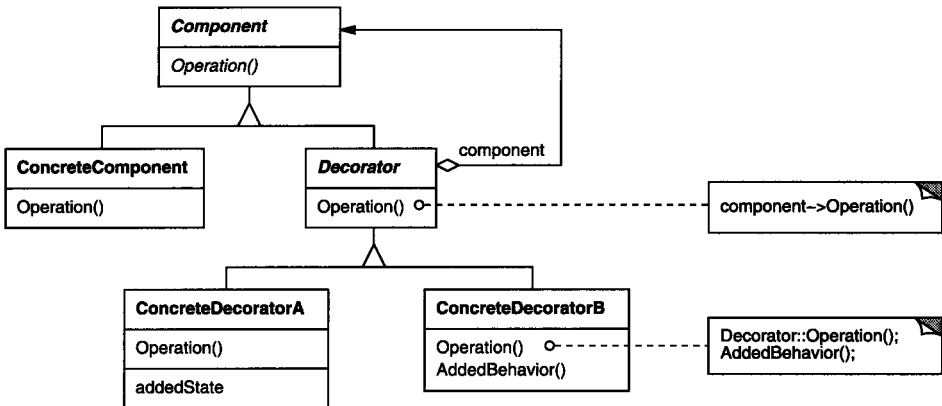 Component
Operation()
ConcreteComponent
Operation()
Decorator
Operation()
component
component->Operation()
ConcreteDecoratorA
Operation()
addedState
ConcreteDecoratorB
Operation()
AddedBehavior()
Decorator::Operation();
AddedBehavior();